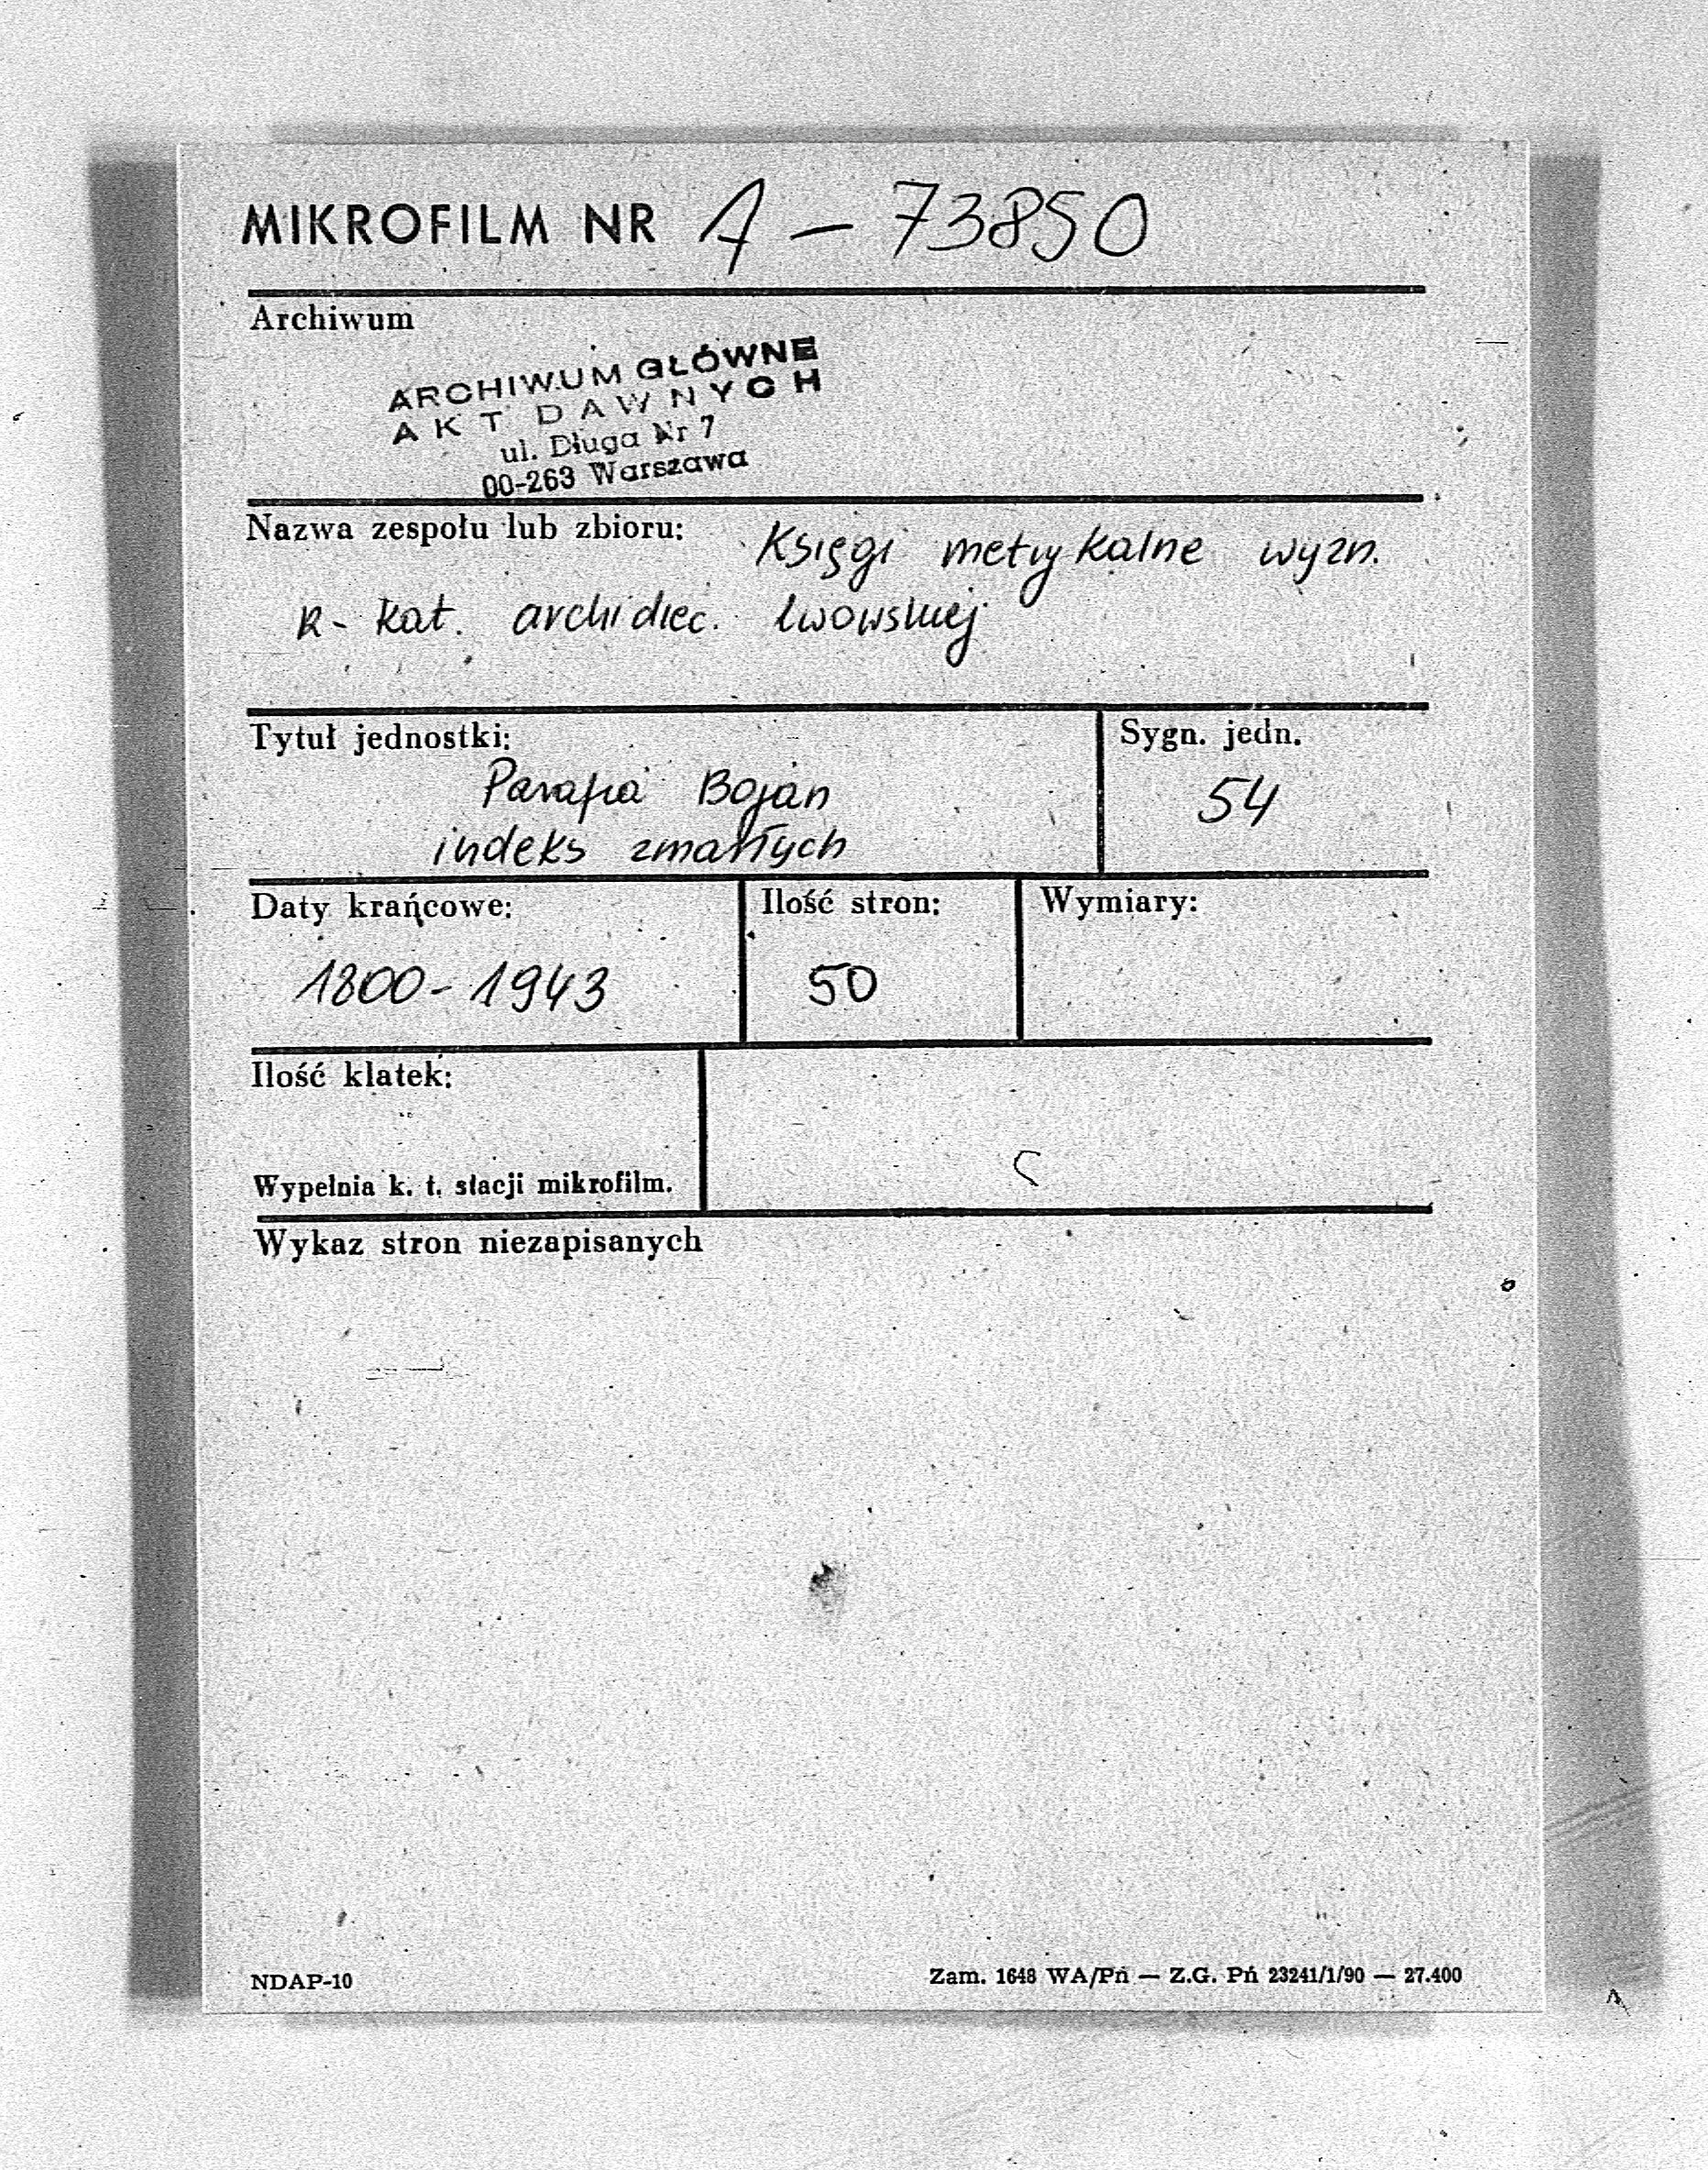 MIKROFILM NR A - 73850
Archiwum
ARCHIWUM GŁÓWNE
AKT DAWNYCH
ul. Długa Nr 7
00-263 Warszawa
Nazwa zespołu lub zbioru: Księgi metrykalne wyzn.
R-kat. archidiec. lwowskiej
Tytuł jednostki: Sygn. jedn.
Parafia Bojan 54
indeks zmarłych
Daty krańcowe: Ilość stron: Wymiary:
1800-1943 50
Ilość klatek:
Wypełnia k. t. stacji mikrofilm.
Wykaz stron niezapisanych
NDAP-10 Zam. 1648 WA/Pń — Z.G. Pń 23241/1/90 — 27.400